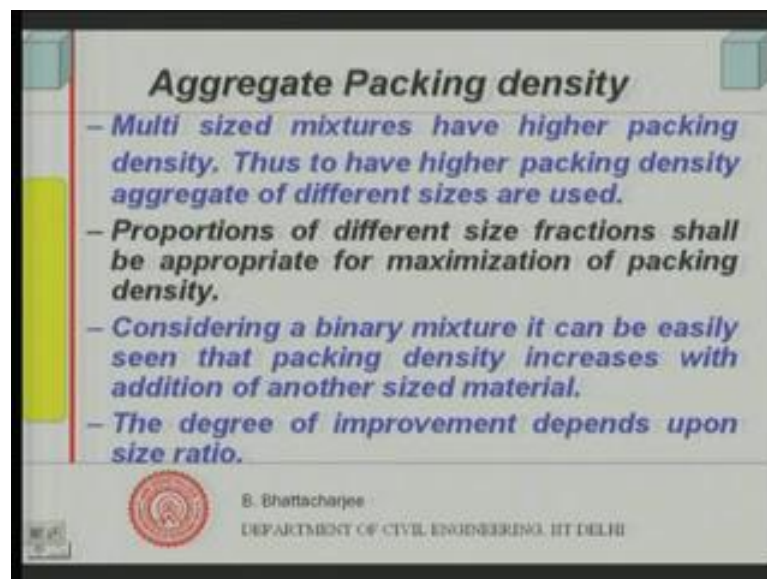 Aggregate Packing density
– Multi sized mixtures have higher packing
density. Thus to have higher packing density
aggregate of different sizes are used.
– Proportions of different size fractions shall
be appropriate for maximization of packing
density.
– Considering a binary mixture it can be easily
seen that packing density increases with
addition of another sized material.
– The degree of improvement depends upon
size ratio.
B. Bhattacharjee
DEPARTMENT OF CIVIL ENGINEERING, IIT DELHI